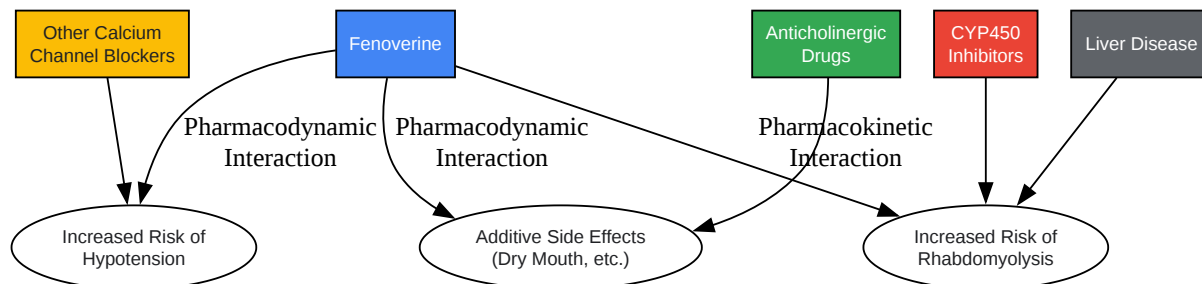 Other Calcium
Channel Blockers
Fenoverine
Anticholinergic
Drugs
CYP450
Inhibitors
Liver Disease
Pharmacodynamic
Interaction
Pharmacodynamic
Interaction
Pharmacokinetic
Interaction
Increased Risk of
Hypotension
Additive Side Effects
(Dry Mouth, etc.)
Increased Risk of
Rhabdomyolysis